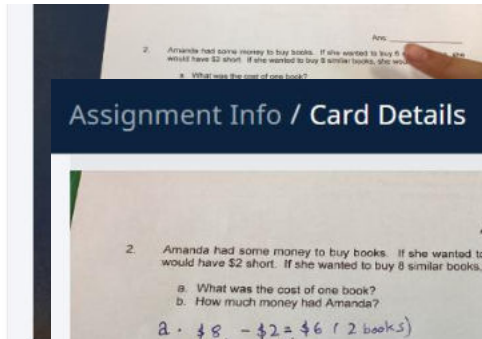 Ans.
2. Amanda had some money to buy books. If she wanted to buy 6
would have $2 short. If she wanted to buy 8 similar books, she
a. What was the cost of one book?
Assignment Info / Card Details
2. Amanda had some money to buy books. If she wanted
would have $2 short. If she wanted to buy 8 similar books,
a. What was the cost of one book?
b. How much money had Amanda?
a. $8 - $2 = $6 (2 books)